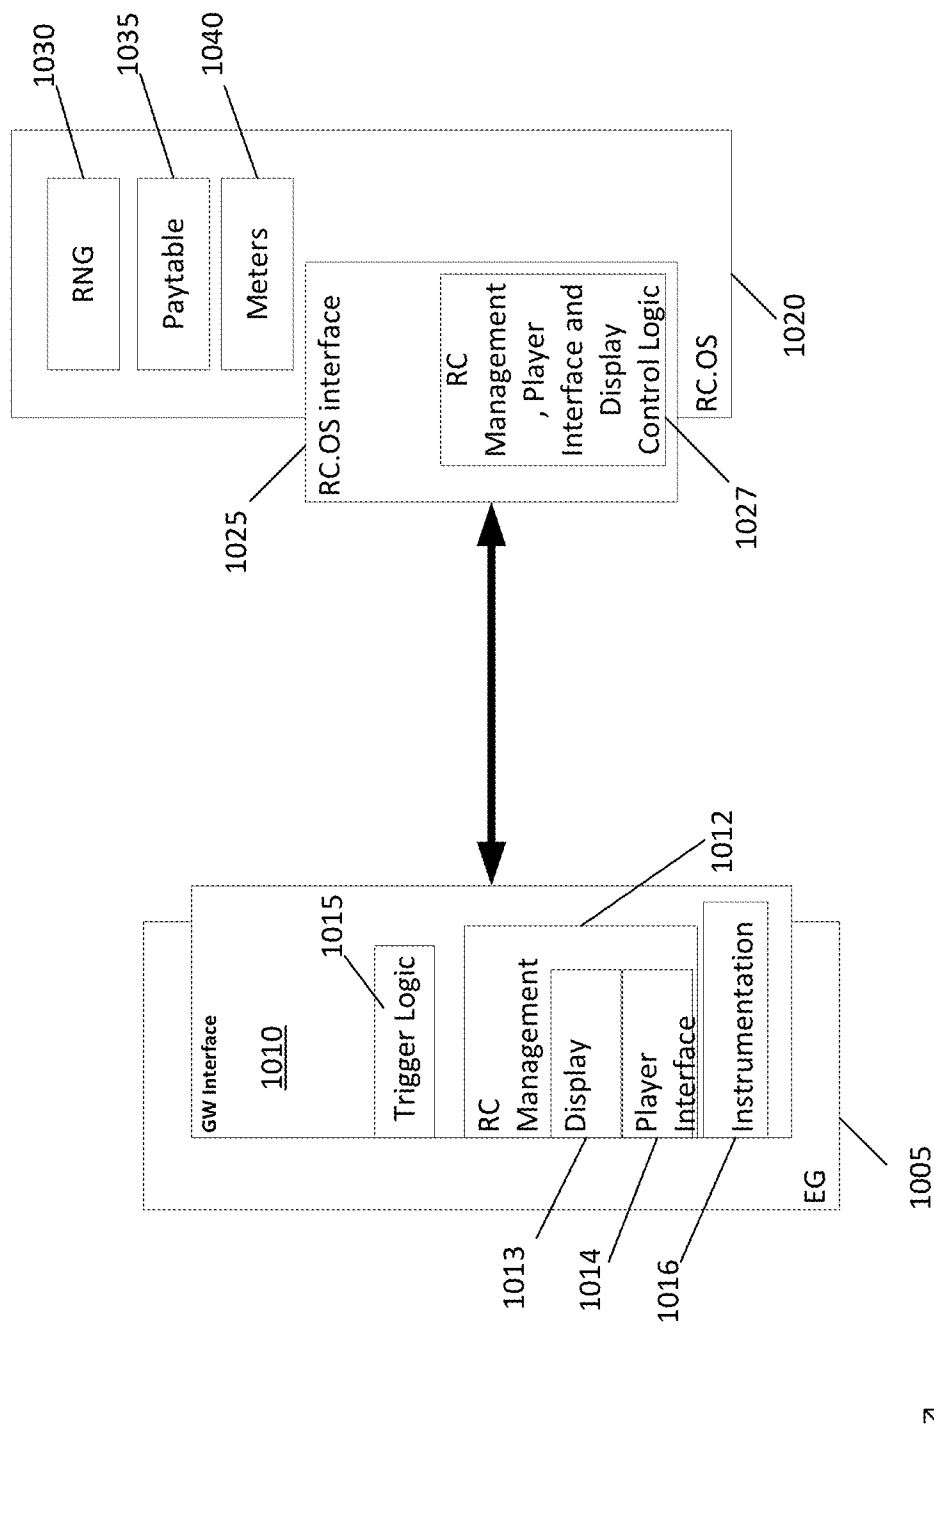 GW Interface
1010
1015
Trigger Logic
RC
Management
1012
Display
Player
Interface
Instrumentation
EG
1005
1013
1014
1016
1030
1035
1040
RNG
Paytable
Meters
RC.OS interface
1025
RC
Management
, Player
Interface and
Display
Control Logic
1027
RC.OS
1020